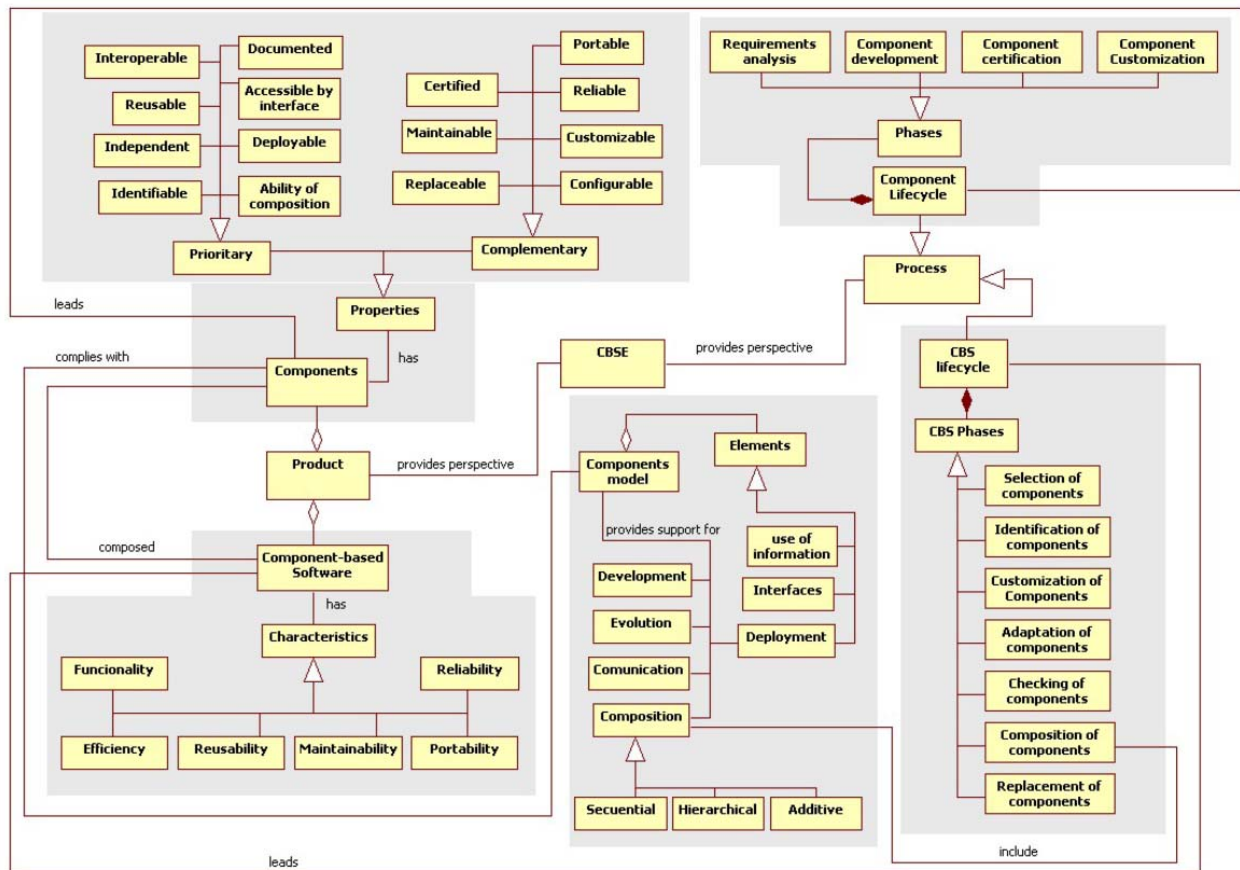 Interoperable
Documented
Reusable
Accessible by
interface
Independent
Deployable
Identifiable
Ability of
composition
Prioritary
Portable
Certified
Reliable
Maintainable
Customizable
Replaceable
Configurable
Complementary
Requirements
analysis
Component
development
Component
certification
Component
Customization
Phases
Component
Lifecycle
Process
leads
Properties
complies with
has
Components
CBSE
provides perspective
CBS
lifecycle
CBS Phases
Product
provides perspective
Components
model
Elements
provides support for
use of
information
Development
Interfaces
Evolution
Deployment
Comunication
Composition
Secuential
Hierarchical
Additive
Selection of
components
Identification of
components
Customization of
Components
Adaptation of
components
Checking of
components
Composition of
components
Replacement of
components
composed
Component-based
Software
has
Characteristics
Funcionality
Reliability
Efficiency
Reusability
Maintainability
Portability
include
leads